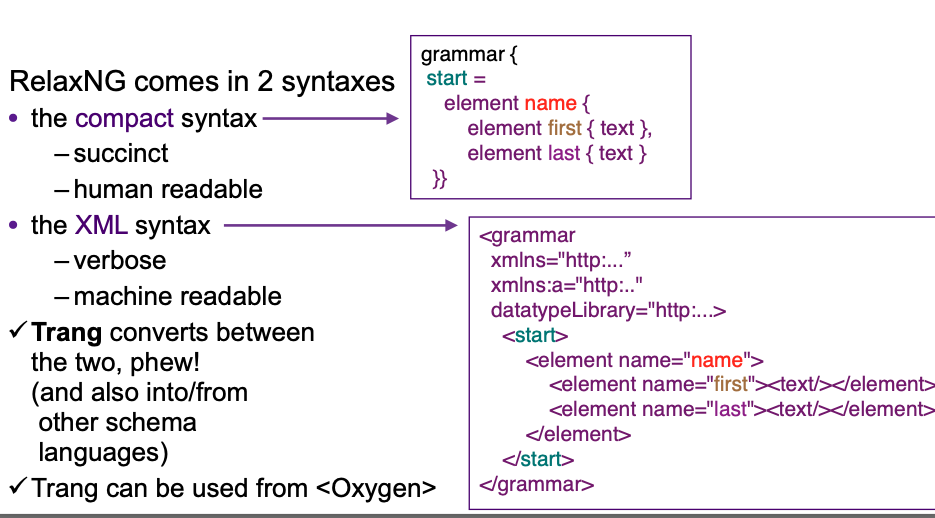 RelaxNG comes in 2 syntaxes
• the compact syntax
– succinct
– human readable
• the XML syntax
– verbose
– machine readable
✓ Trang converts between
the two, phew!
(and also into/from
other schema
languages)
✓ Trang can be used from <Oxygen>
grammar {
start =
element name {
element first { text },
element last { text }
}}
<grammar
xmlns="http:...”
xmlns:a="http:.."
datatypeLibrary="http:...>
<start>
<element name="name">
<element name="first"><text/></element>
<element name="last"><text/></element>
</element>
</start>
</grammar>